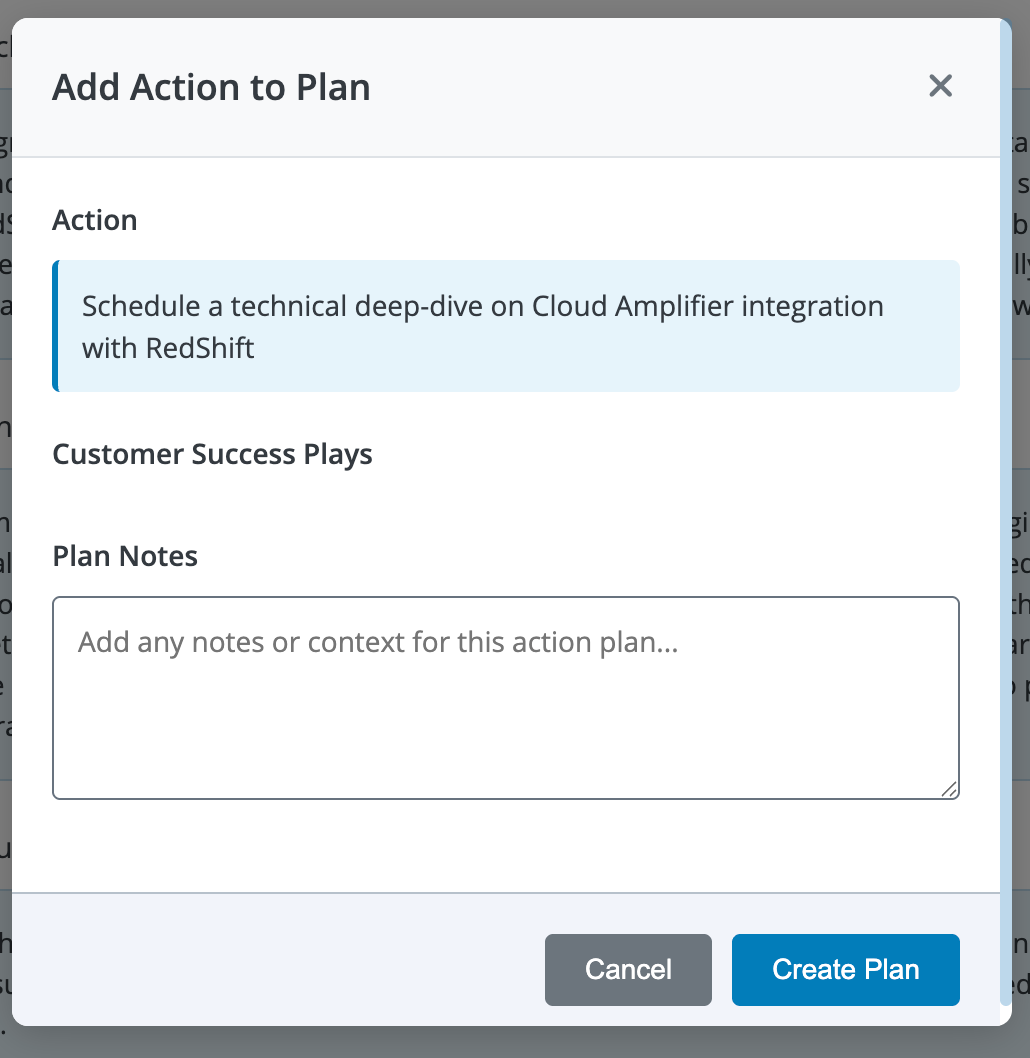 Add Action to Plan
Action
Schedule a technical deep-dive on Cloud Amplifier integration
with RedShift
Customer Success Plays
Plan Notes
Add any notes or context for this action plan...
Cancel
Create Plan